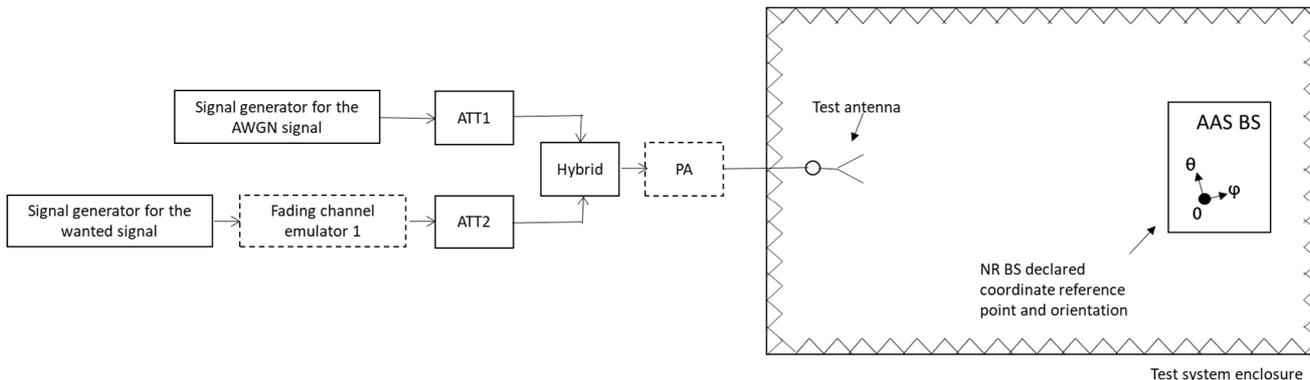 Signal generator for the
AWGN signal
ATT1
Hybrid
PA
Signal generator for the
wanted signal
Fading channel
emulator 1
ATT2
Test antenna
AAS BS
θ
φ
0
NR BS declared
coordinate reference
point and orientation
Test system enclosure